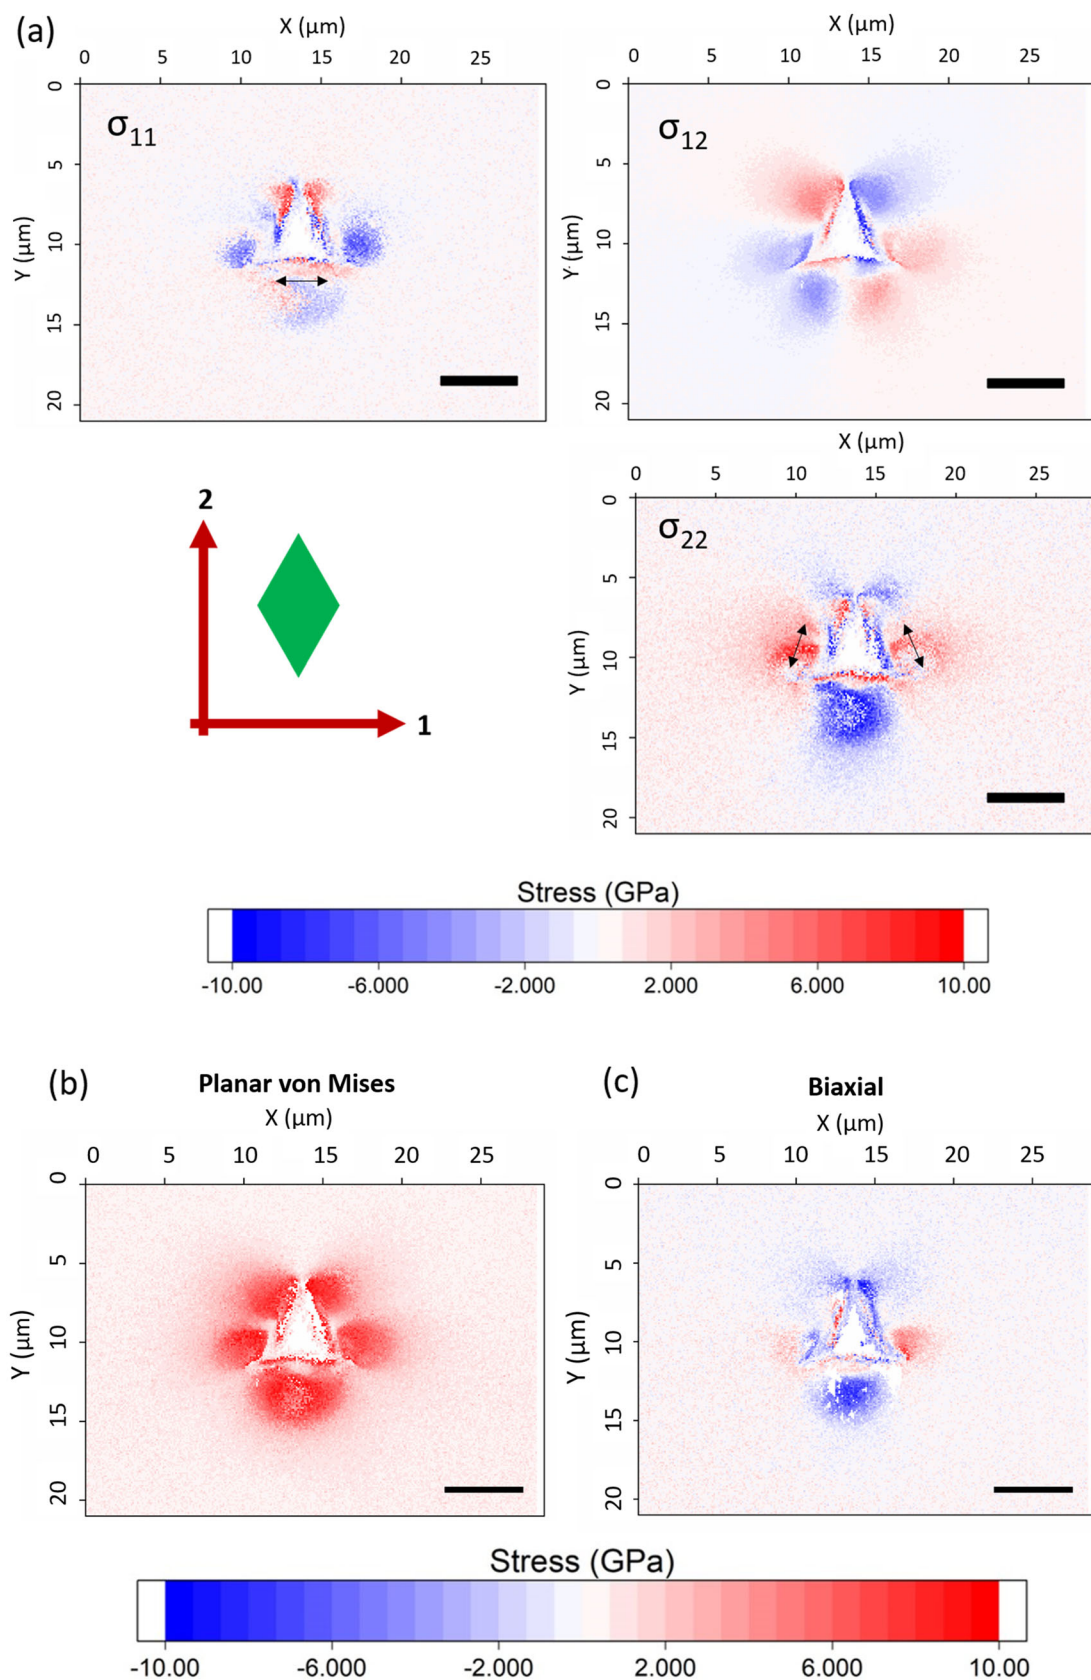 (a)
X (μm)
0 5 10 15 20 25
Y (μm)
0
5
10
15
20
σ11
X (μm)
0 5 10 15 20 25
Y (μm)
0
5
10
15
20
σ12
2
1
X (μm)
0 5 10 15 20 25
Y (μm)
0
5
10
15
20
σ22
Stress (GPa)
-10.00 -6.000 -2.000 2.000 6.000 10.00
(b)
Planar von Mises
X (μm)
0 5 10 15 20 25
Y (μm)
0
5
10
15
20
(c)
Biaxial
X (μm)
0 5 10 15 20 25
Y (μm)
0
5
10
15
20
Stress (GPa)
-10.00 -6.000 -2.000 2.000 6.000 10.00